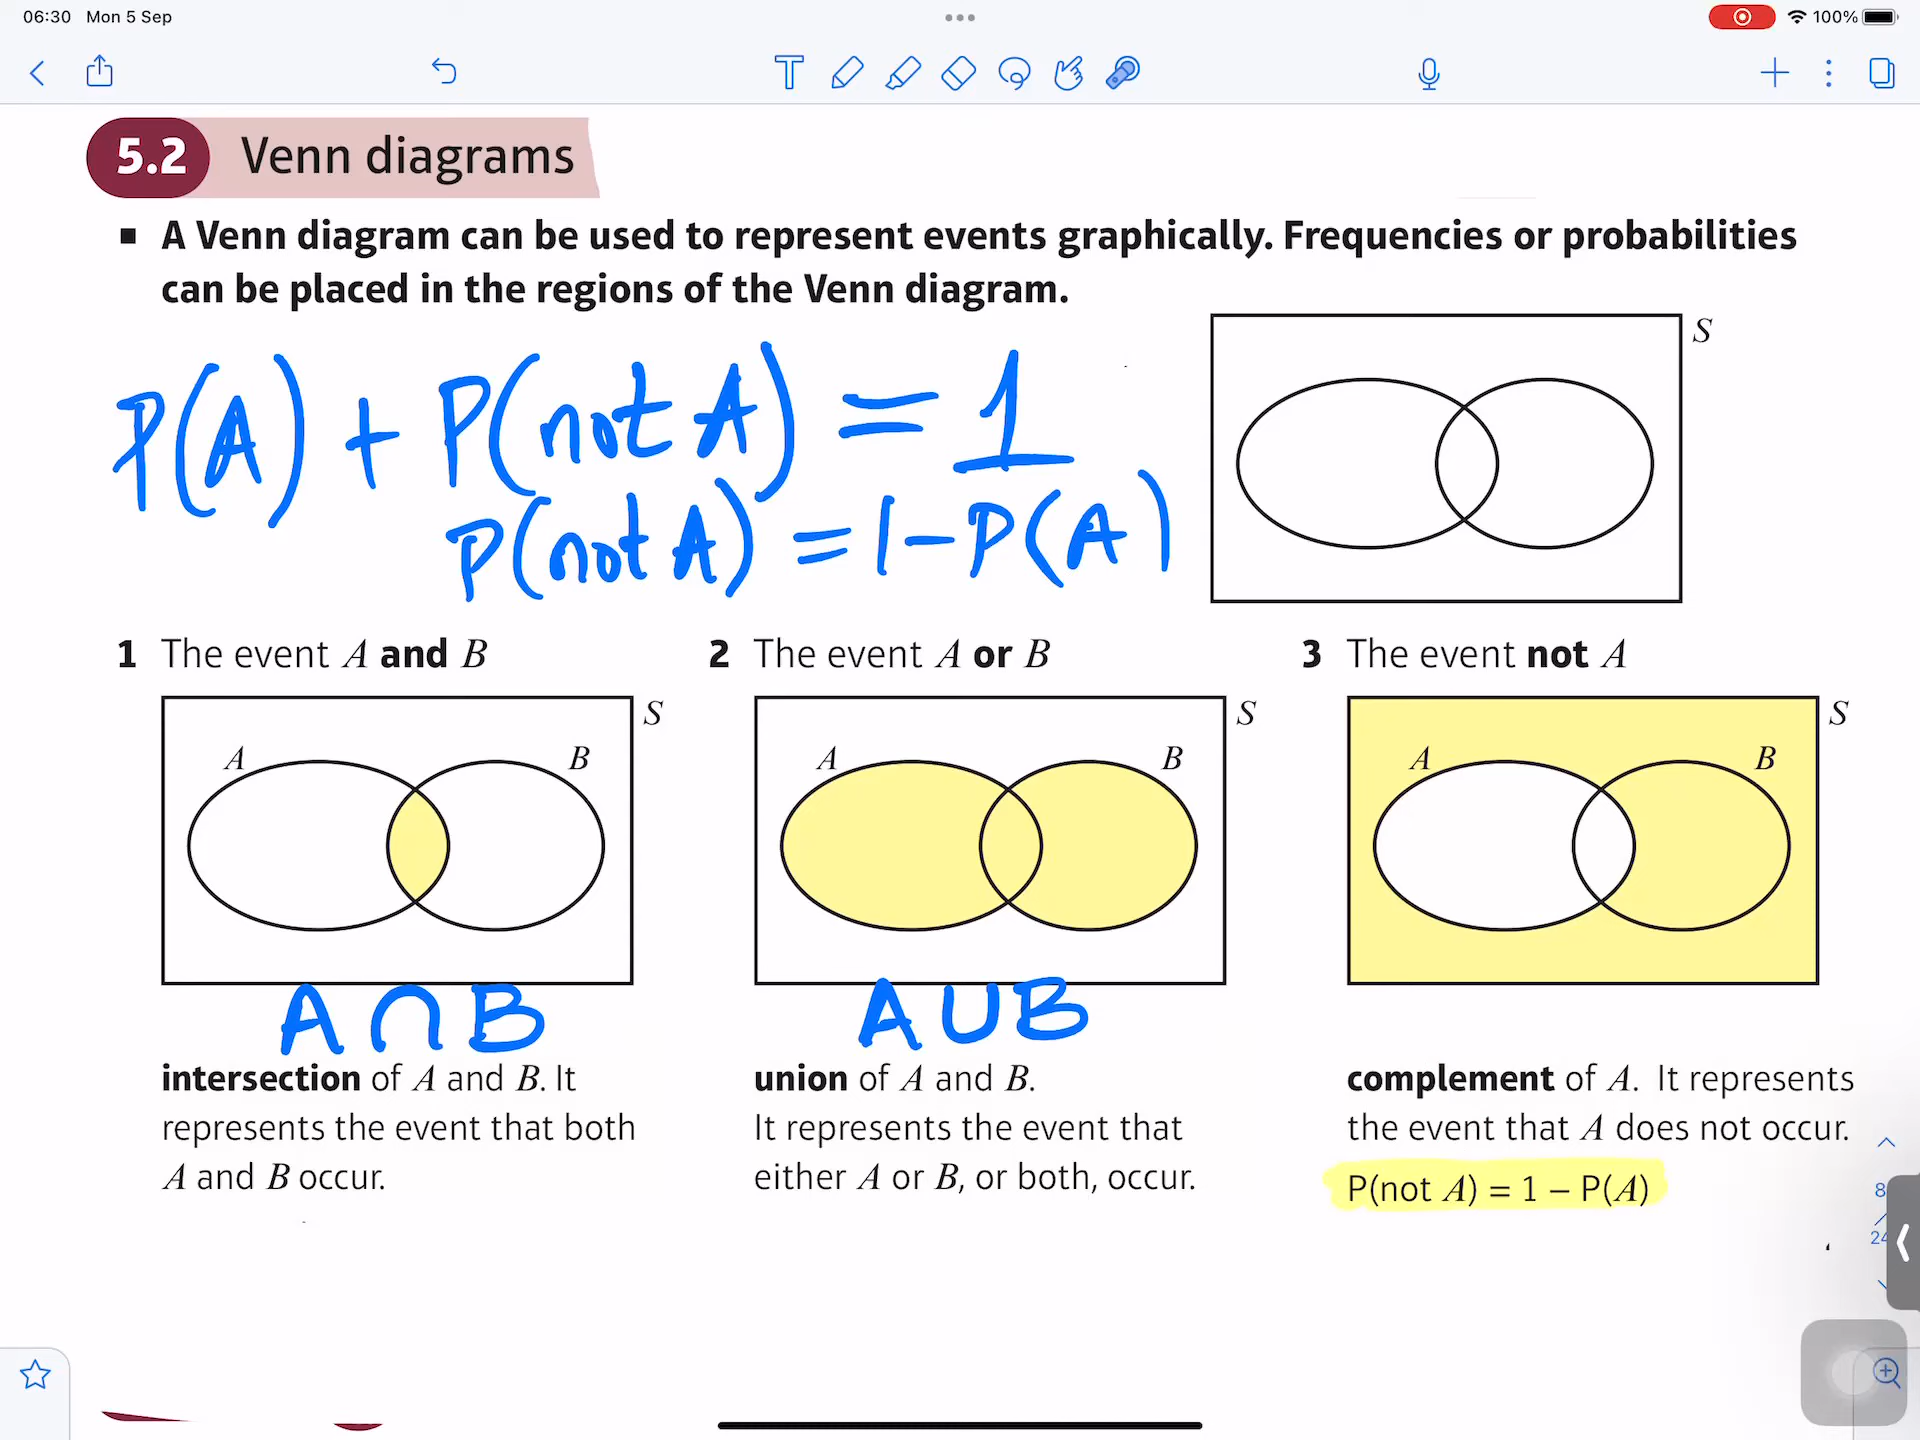 06:30 Mon 5 Sep
100%
5.2 Venn diagrams
▪ A Venn diagram can be used to represent events graphically. Frequencies or probabilities
can be placed in the regions of the Venn diagram.
S
P(A) + P(not A) = 1
P(not A) = 1 - P(A)
1 The event A and B
2 The event A or B
3 The event not A
S
A B
S
A B
S
A B
A ∩ B
A ∪ B
intersection of A and B. It
represents the event that both
A and B occur.
union of A and B.
It represents the event that
either A or B, or both, occur.
complement of A. It represents
the event that A does not occur.
P(not A) = 1 – P(A)
8
24